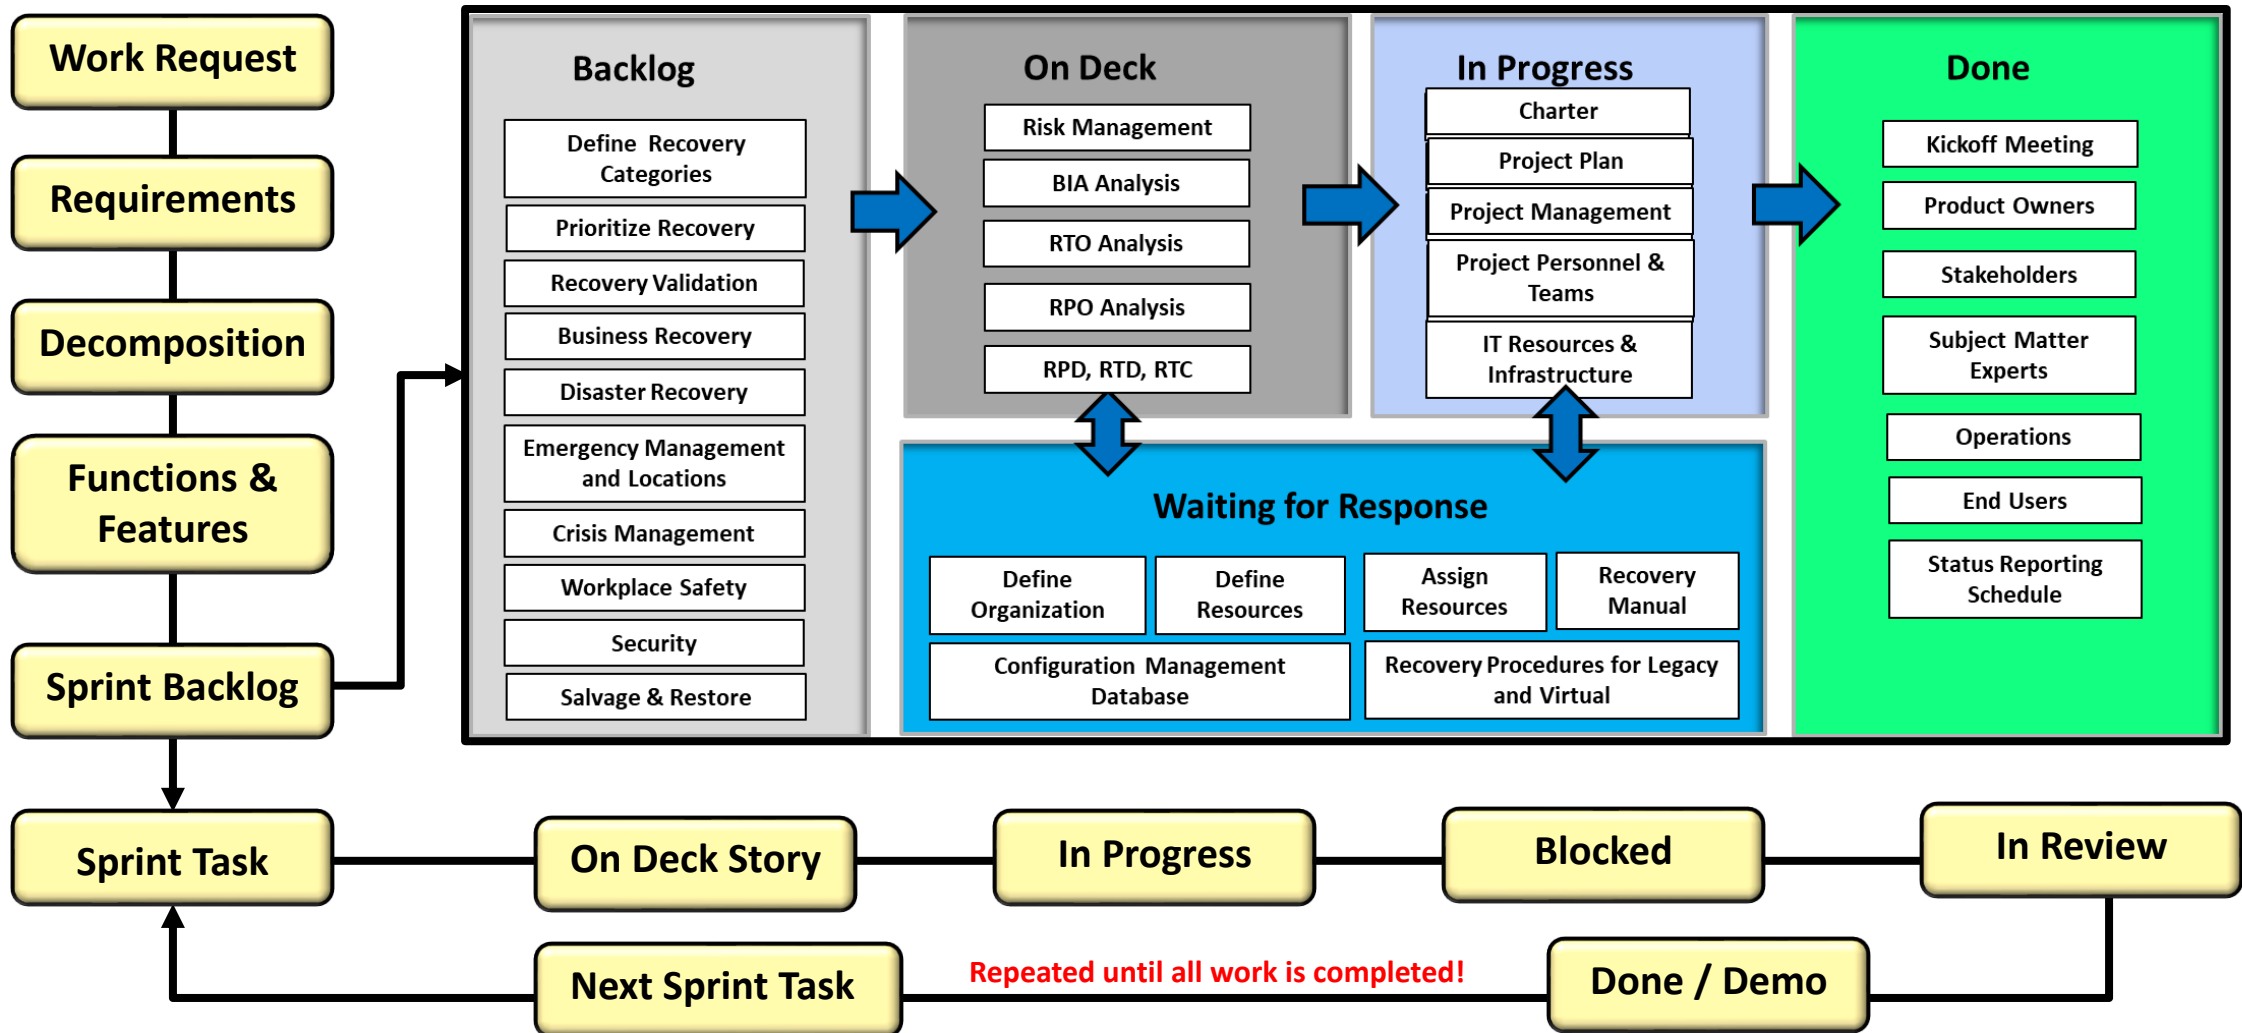 Work Request
Requirements
Decomposition
Functions &
Features
Sprint Backlog
Backlog
Define Recovery
Categories
Prioritize Recovery
Recovery Validation
Business Recovery
Disaster Recovery
Emergency Management
and Locations
Crisis Management
Workplace Safety
Security
Salvage & Restore
On Deck
Risk Management
BIA Analysis
RTO Analysis
RPO Analysis
RPD, RTD, RTC
In Progress
Charter
Project Plan
Project Management
Project Personnel &
Teams
IT Resources &
Infrastructure
Waiting for Response
Define
Organization
Define
Resources
Assign
Resources
Recovery
Manual
Configuration Management
Database
Recovery Procedures for Legacy
and Virtual
Done
Kickoff Meeting
Product Owners
Stakeholders
Subject Matter
Experts
Operations
End Users
Status Reporting
Schedule
Sprint Task
On Deck Story
In Progress
Blocked
In Review
Next Sprint Task
Repeated until all work is completed!
Done / Demo